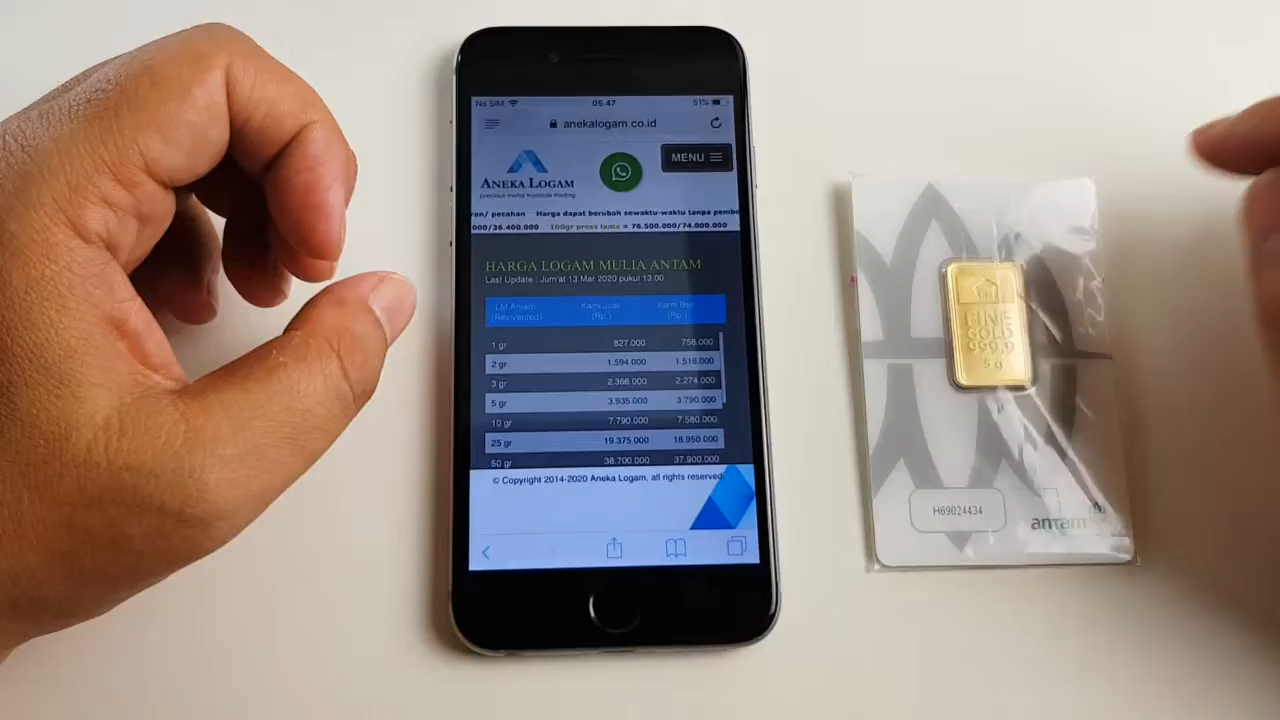 No SIM 05.47 51%
anekalogam.co.id
MENU
ANEKA LOGAM
precious metal
ran/ pecahan Harga dapat berubah sewaktu-waktu tanpa pembe
000/36.400.000 100gr press lama = 76.500.000/74.000.000
HARGA LOGAM MULIA ANTAM
Last Update : Jum'at 13 Mar 2020 pukul 13:00
LM Antam Kami Jual Kami Beli
(Reinvented) (Rp.) (Rp.)
1 gr 827.000 758.000
2 gr 1.594.000 1.516.000
3 gr 2.366.000 2.274.000
5 gr 3.935.000 3.790.000
10 gr 7.790.000 7.580.000
25 gr 19.375.000 18.950.000
50 gr 38.700.000 37.900.000
© Copyright 2014-2020 Aneka Logam, all rights reserved
LM
FINE
GOLD
999.9
5 g
H69024434
antam